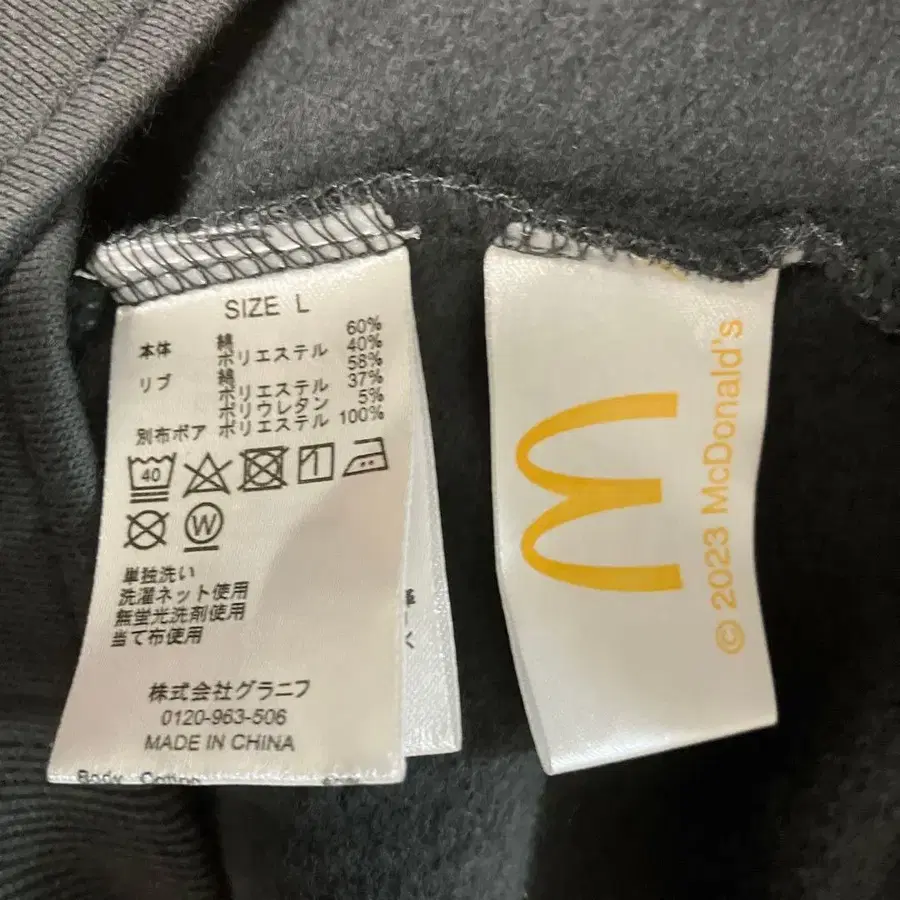 SIZE L
本体 綿 60%
ポリエステル 40%
リブ 綿 58%
ポリエステル 37%
ポリウレタン 5%
別布ボア ポリエステル 100%
40
W
単独洗い
洗濯ネット使用
無蛍光洗剤使用
当て布使用
株式会社グラニフ
0120-963-506
MADE IN CHINA
Body Cotton
© 2023 McDonald's